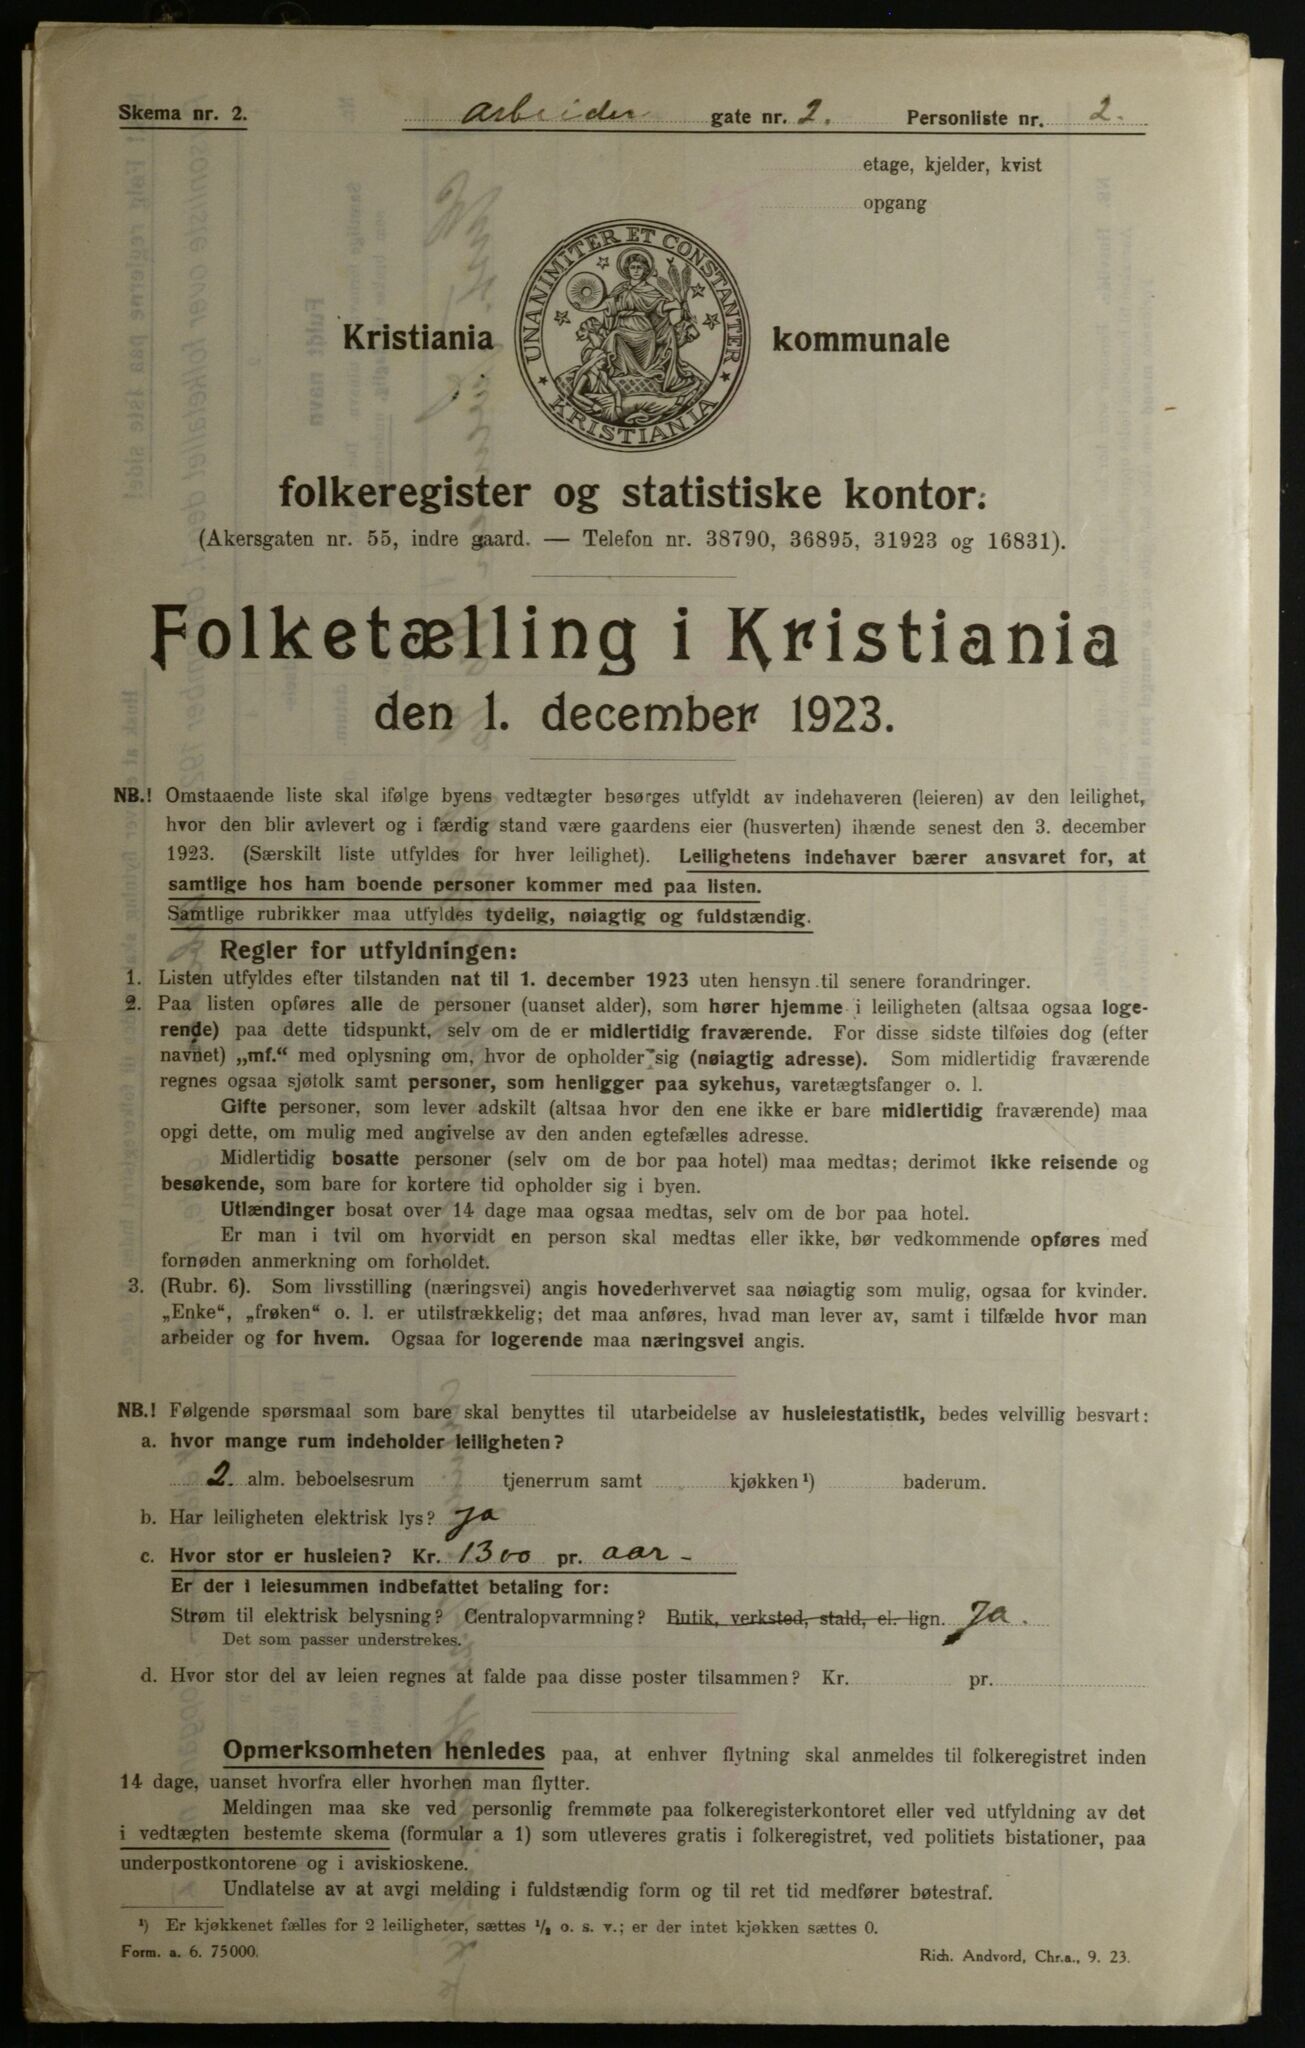 Skema nr. 2.
Arbeider gate nr. 2. Personliste nr. 2.
etage, kjelder, kvist
opgang
UNANIMITER ET CONSTANTER
KRISTIANIA
Kristiania kommunale
folkeregister og statistiske kontor.
(Akersgaten nr. 55, indre gaard. — Telefon nr. 38790, 36895, 31923 og 16831).
Folketælling i Kristiania
den 1. december 1923.
NB.! Omstaaende liste skal ifølge byens vedtægter besørges utfyldt av indehaveren (leieren) av den leilighet,
hvor den blir avlevert og i færdig stand være gaardens eier (husverten) ihænde senest den 3. december
1923. (Særskilt liste utfyldes for hver leilighet). Leilighetens indehaver bærer ansvaret for, at
samtlige hos ham boende personer kommer med paa listen.
Samtlige rubrikker maa utfyldes tydelig, nøiagtig og fuldstændig.
Regler for utfyldningen:
1. Listen utfyldes efter tilstanden nat til 1. december 1923 uten hensyn til senere forandringer.
2. Paa listen opføres alle de personer (uanset alder), som hører hjemme i leiligheten (altsaa ogsaa loge-
rende) paa dette tidspunkt, selv om de er midlertidig fraværende. For disse sidste tilføies dog (efter
navnet) „mf.“ med oplysning om, hvor de opholder sig (nøiagtig adresse). Som midlertidig fraværende
regnes ogsaa sjøfolk samt personer, som henligger paa sykehus, varetægtsfanger o. l.
Gifte personer, som lever adskilt (altsaa hvor den ene ikke er bare midlertidig fraværende) maa
opgi dette, om mulig med angivelse av den anden egtefælles adresse.
Midlertidig bosatte personer (selv om de bor paa hotel) maa medtas; derimot ikke reisende og
besøkende, som bare for kortere tid opholder sig i byen.
Utlændinger bosat over 14 dage maa ogsaa medtas, selv om de bor paa hotel.
Er man i tvil om hvorvidt en person skal medtas eller ikke, bør vedkommende opføres med
fornøden anmerkning om forholdet.
3. (Rubr. 6). Som livsstilling (næringsvei) angis hovederhvervet saa nøiagtig som mulig, ogsaa for kvinder.
„Enke“, „frøken“ o. l. er utilstrækkelig; det maa anføres, hvad man lever av, samt i tilfælde hvor man
arbeider og for hvem. Ogsaa for logerende maa næringsvei angis.
NB.! Følgende spørsmaal som bare skal benyttes til utarbeidelse av husleiestatistik, bedes velvillig besvart:
a. hvor mange rum indeholder leiligheten?
2. alm. beboelsesrum tjenerrum samt kjøkken ¹) baderum.
b. Har leiligheten elektrisk lys? Ja
c. Hvor stor er husleien? Kr. 1300 pr. aar -
Er der i leiesummen indbefattet betaling for:
Strøm til elektrisk belysning? Centralopvarmning? Butik, verksted, stald, el. lign. Ja.
Det som passer understrekes.
d. Hvor stor del av leien regnes at falde paa disse poster tilsammen? Kr. pr.
Opmerksomheten henledes paa, at enhver flytning skal anmeldes til folkeregistret inden
14 dage, uanset hvorfra eller hvorhen man flytter.
Meldingen maa ske ved personlig fremmøte paa folkeregisterkontoret eller ved utfyldning av det
i vedtægten bestemte skema (formular a 1) som utleveres gratis i folkeregistret, ved politiets bistationer, paa
underpostkontorene og i aviskioskene.
Undlatelse av at avgi melding i fuldstændig form og til ret tid medfører bøtestraf.
¹) Er kjøkkenet fælles for 2 leiligheter, sættes ½ o. s. v.; er der intet kjøkken sættes 0.
Form. a. 6. 75000.
Rich. Andvord, Chr.a., 9. 23.